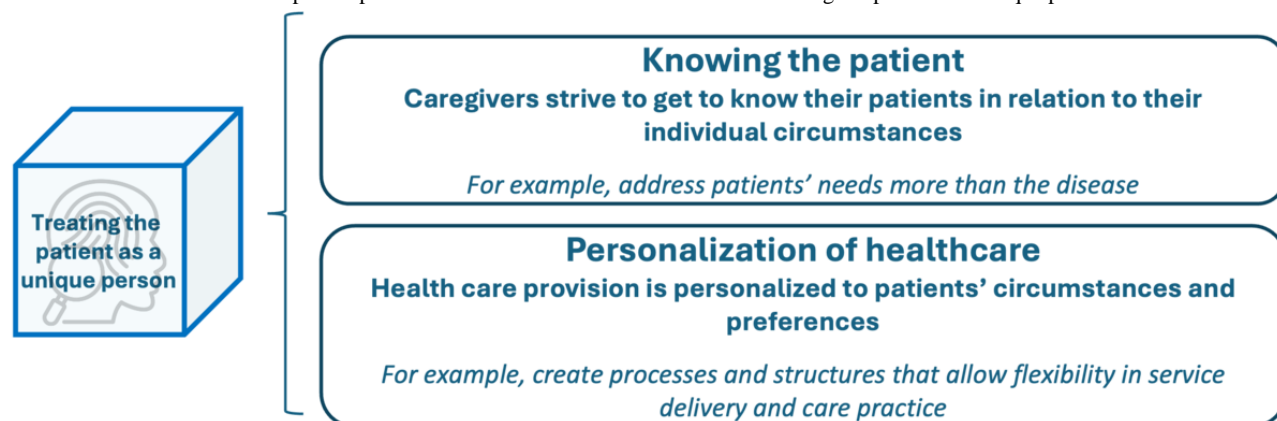 Treating the
patient as a
unique person
Knowing the patient
Caregivers strive to get to know their patients in relation to their
individual circumstances
For example, address patients’ needs more than the disease
Personalization of healthcare
Health care provision is personalized to patients’ circumstances and
preferences
For example, create processes and structures that allow flexibility in service
delivery and care practice